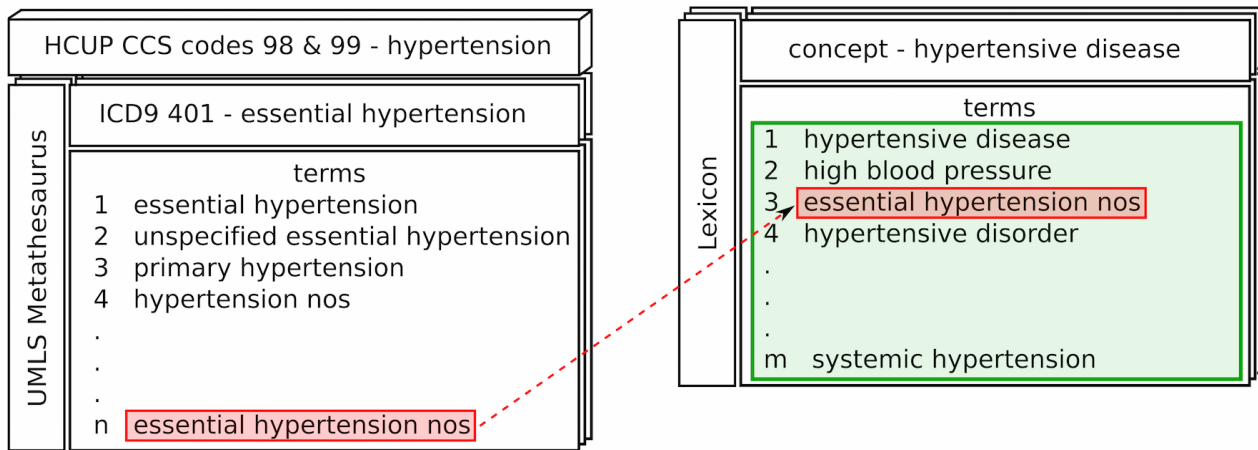 HCUP CCS codes 98 & 99 - hypertension
UMLS Metathesaurus
ICD9 401 - essential hypertension
terms
1 essential hypertension
2 unspecified essential hypertension
3 primary hypertension
4 hypertension nos
.
.
.
n essential hypertension nos
Lexicon
concept - hypertensive disease
terms
1 hypertensive disease
2 high blood pressure
3 essential hypertension nos
4 hypertensive disorder
.
.
.
m systemic hypertension